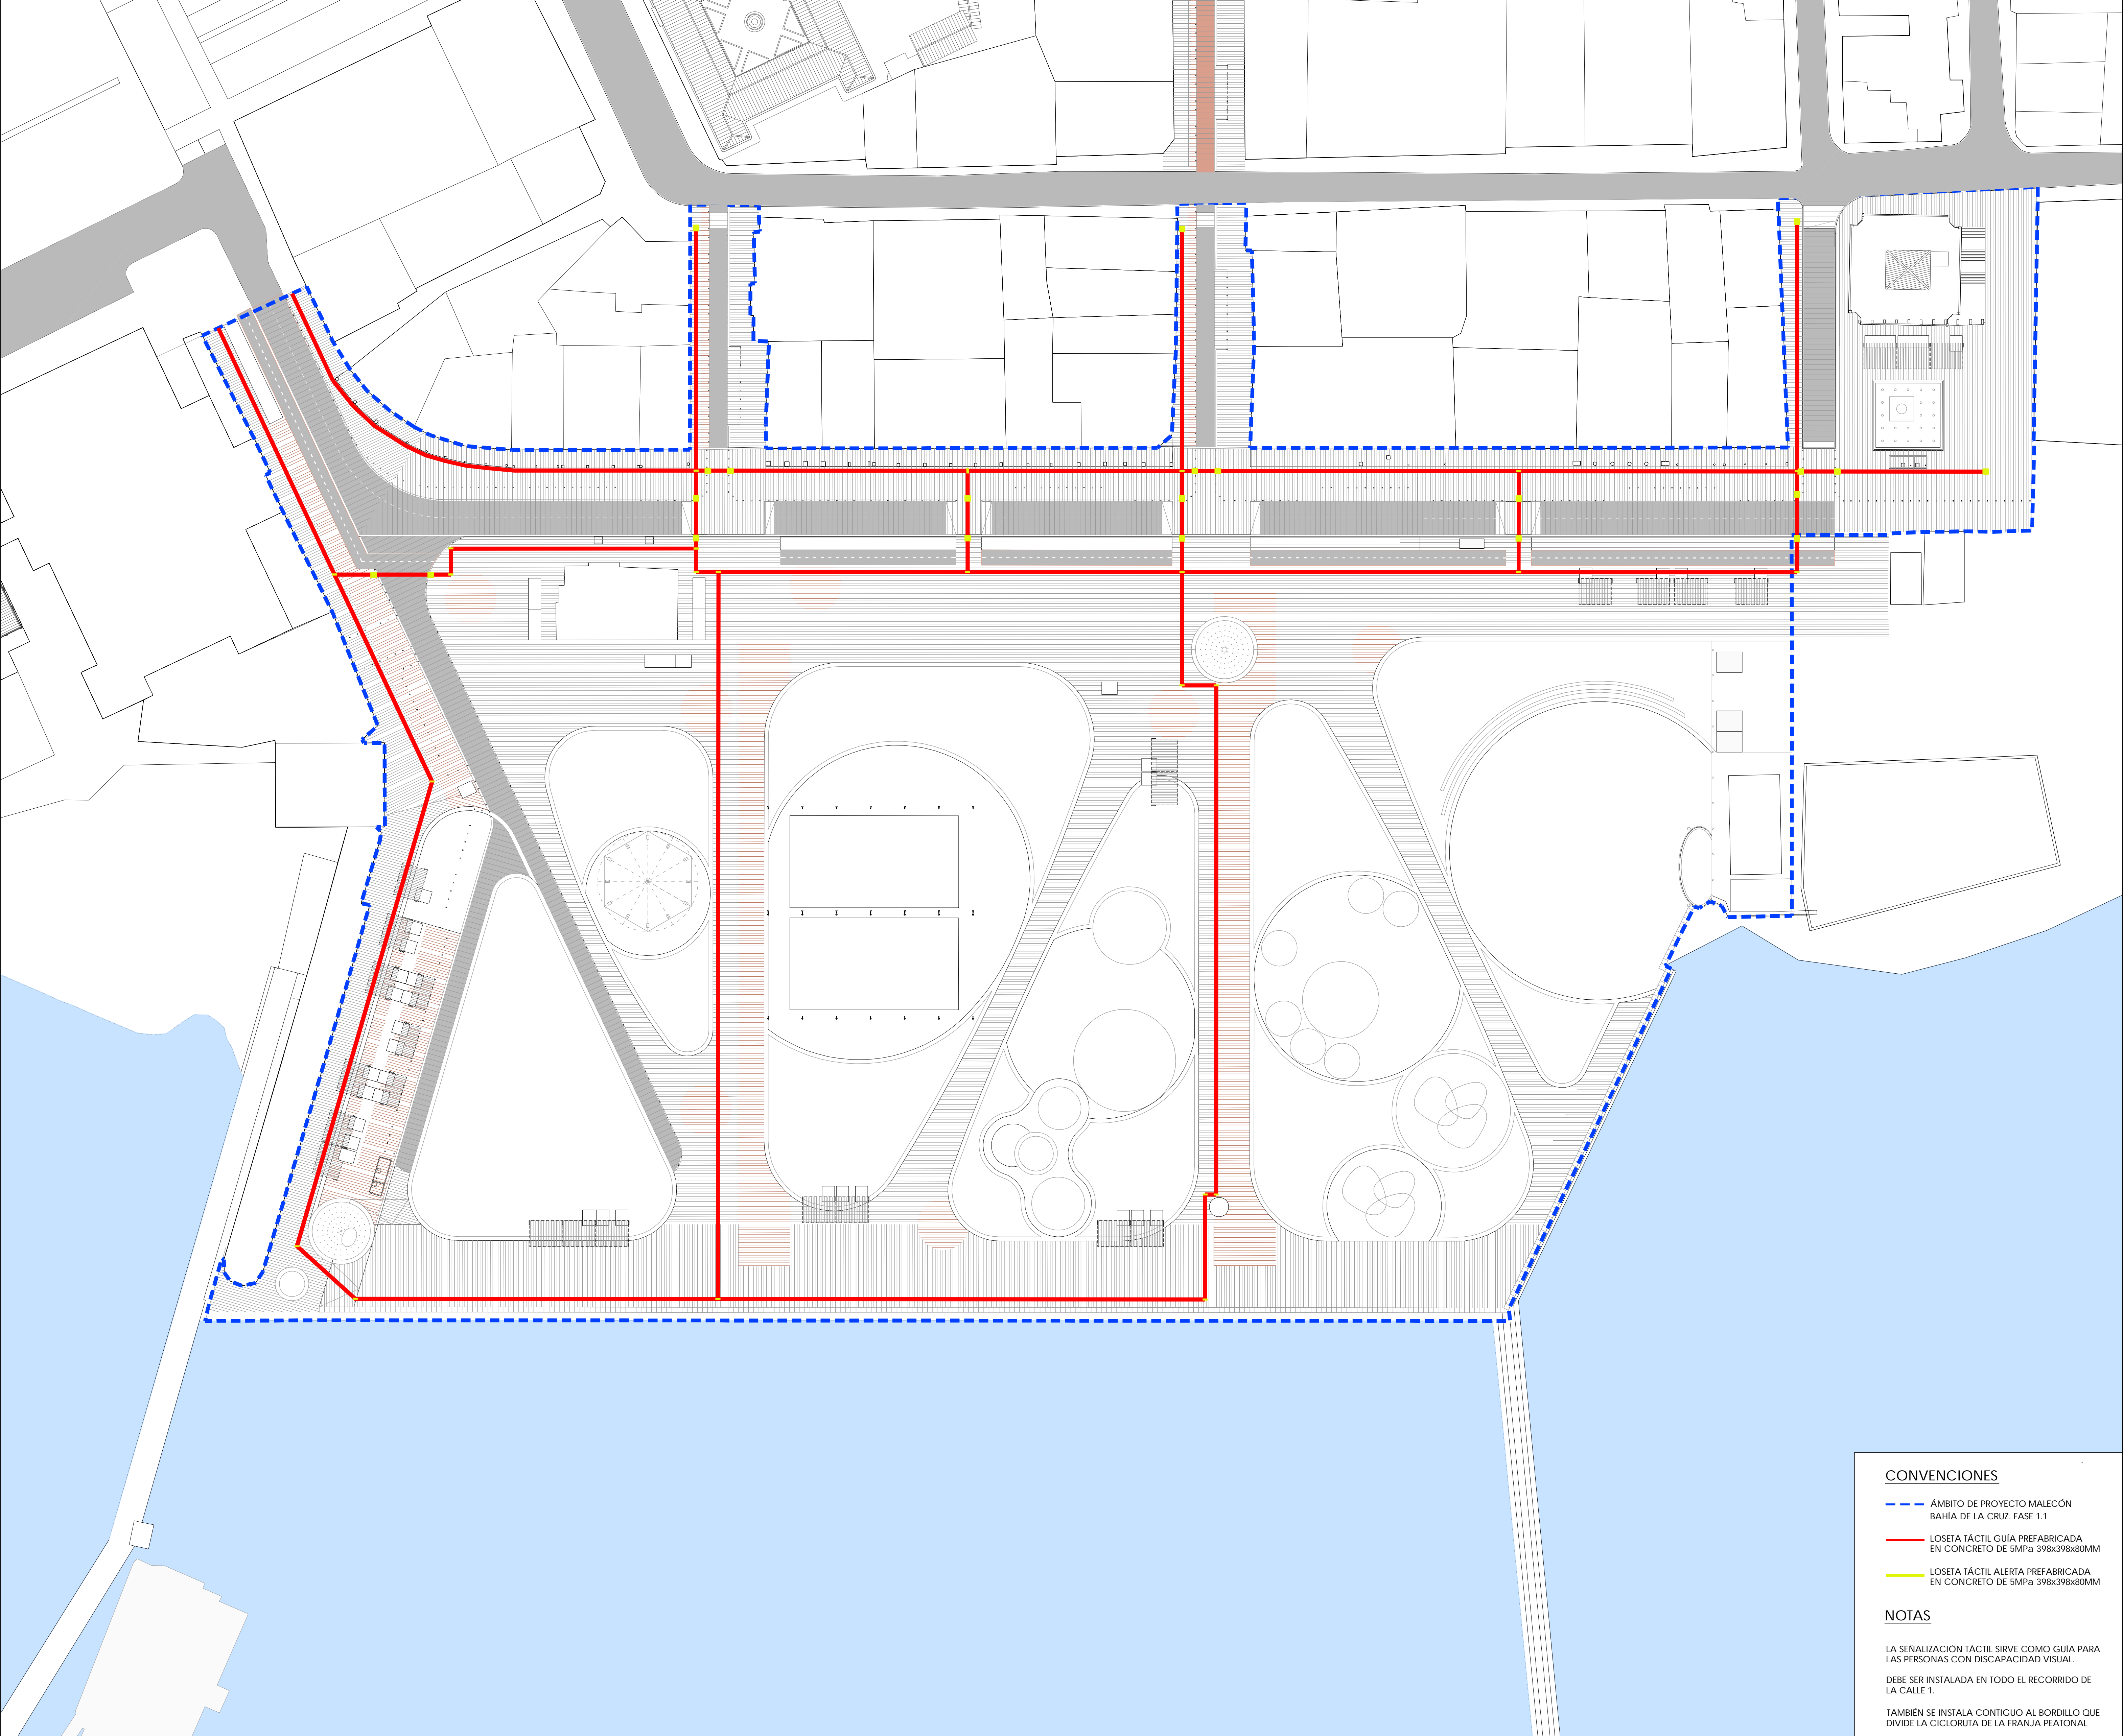 CONVENCIONES
ÁMBITO DE PROYECTO MALECÓN
BAHÍA DE LA CRUZ. FASE 1.1
LOSETA TÁCTIL GUÍA PREFABRICADA
EN CONCRETO DE 5MPa 398x398x80MM
LOSETA TÁCTIL ALERTA PREFABRICADA
EN CONCRETO DE 5MPa 398x398x80MM
NOTAS
LA SEÑALIZACIÓN TÁCTIL SIRVE COMO GUÍA PARA
LAS PERSONAS CON DISCAPACIDAD VISUAL.
DEBE SER INSTALADA EN TODO EL RECORRIDO DE
LA CALLE 1.
TAMBIÉN SE INSTALA CONTIGUO AL BORDILLO QUE
DIVIDE LA CICLORUTA DE LA FRANJA PEATONAL